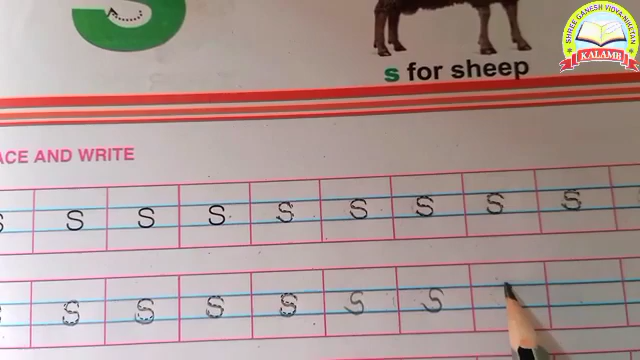 SHREE GANESH VIDYA-NIKETAN
KALAMB
s for sheep
ACE AND WRITE
s s s s s s s s s
s s s s s s s